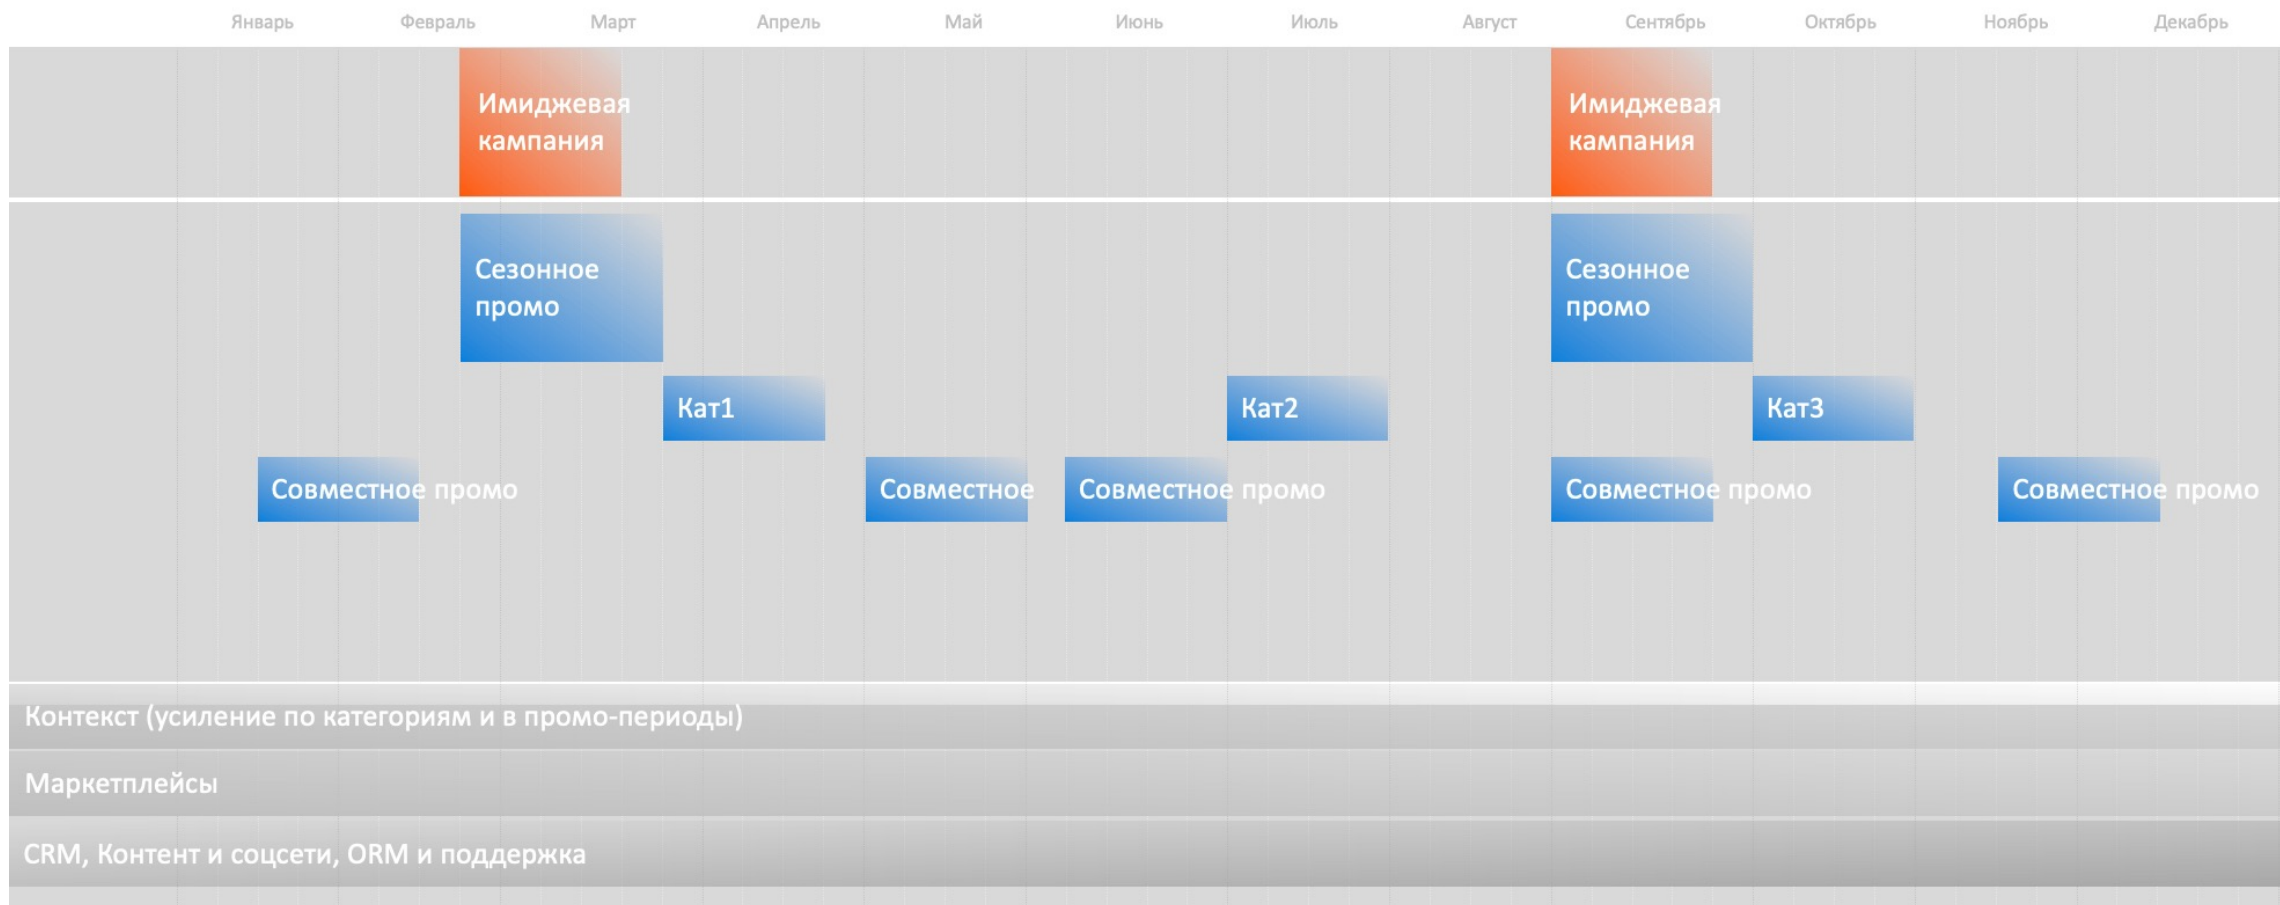 Январь Февраль Март Апрель Май Июнь Июль Август Сентябрь Октябрь Ноябрь Декабрь
Имиджевая
кампания
Имиджевая
кампания
Сезонное
промо
Сезонное
промо
Кат1
Кат2
Кат3
Совместное промо
Совместное
Совместное промо
Совместное промо
Совместное промо
Контекст (усиление по категориям и в промо-периоды)
Маркетплейсы
CRM, Контент и соцсети, ORM и поддержка